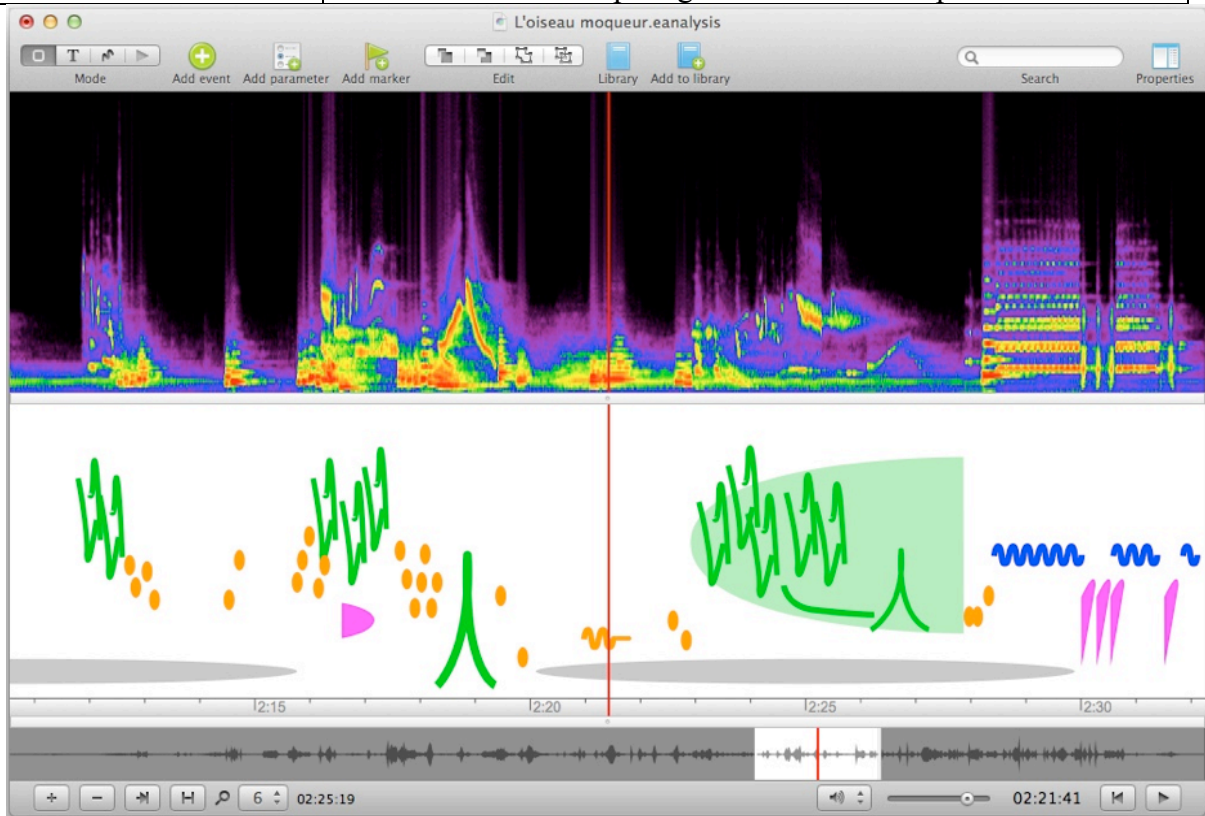 L'oiseau moqueur.eanalysis
T
Mode
Add event
Add parameter
Add marker
Edit
Library
Add to library
Search
Properties
2:15
2:20
2:25
2:30
6
02:25:19
02:21:41